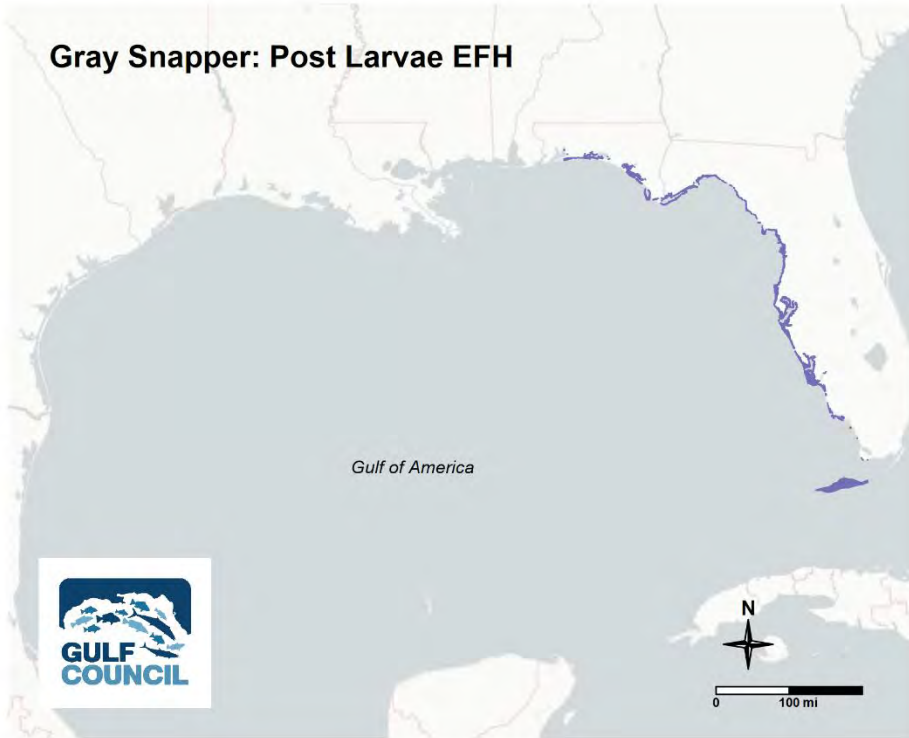 Gray Snapper: Post Larvae EFH
Gulf of America
GULF
COUNCIL
N
0 100 mi